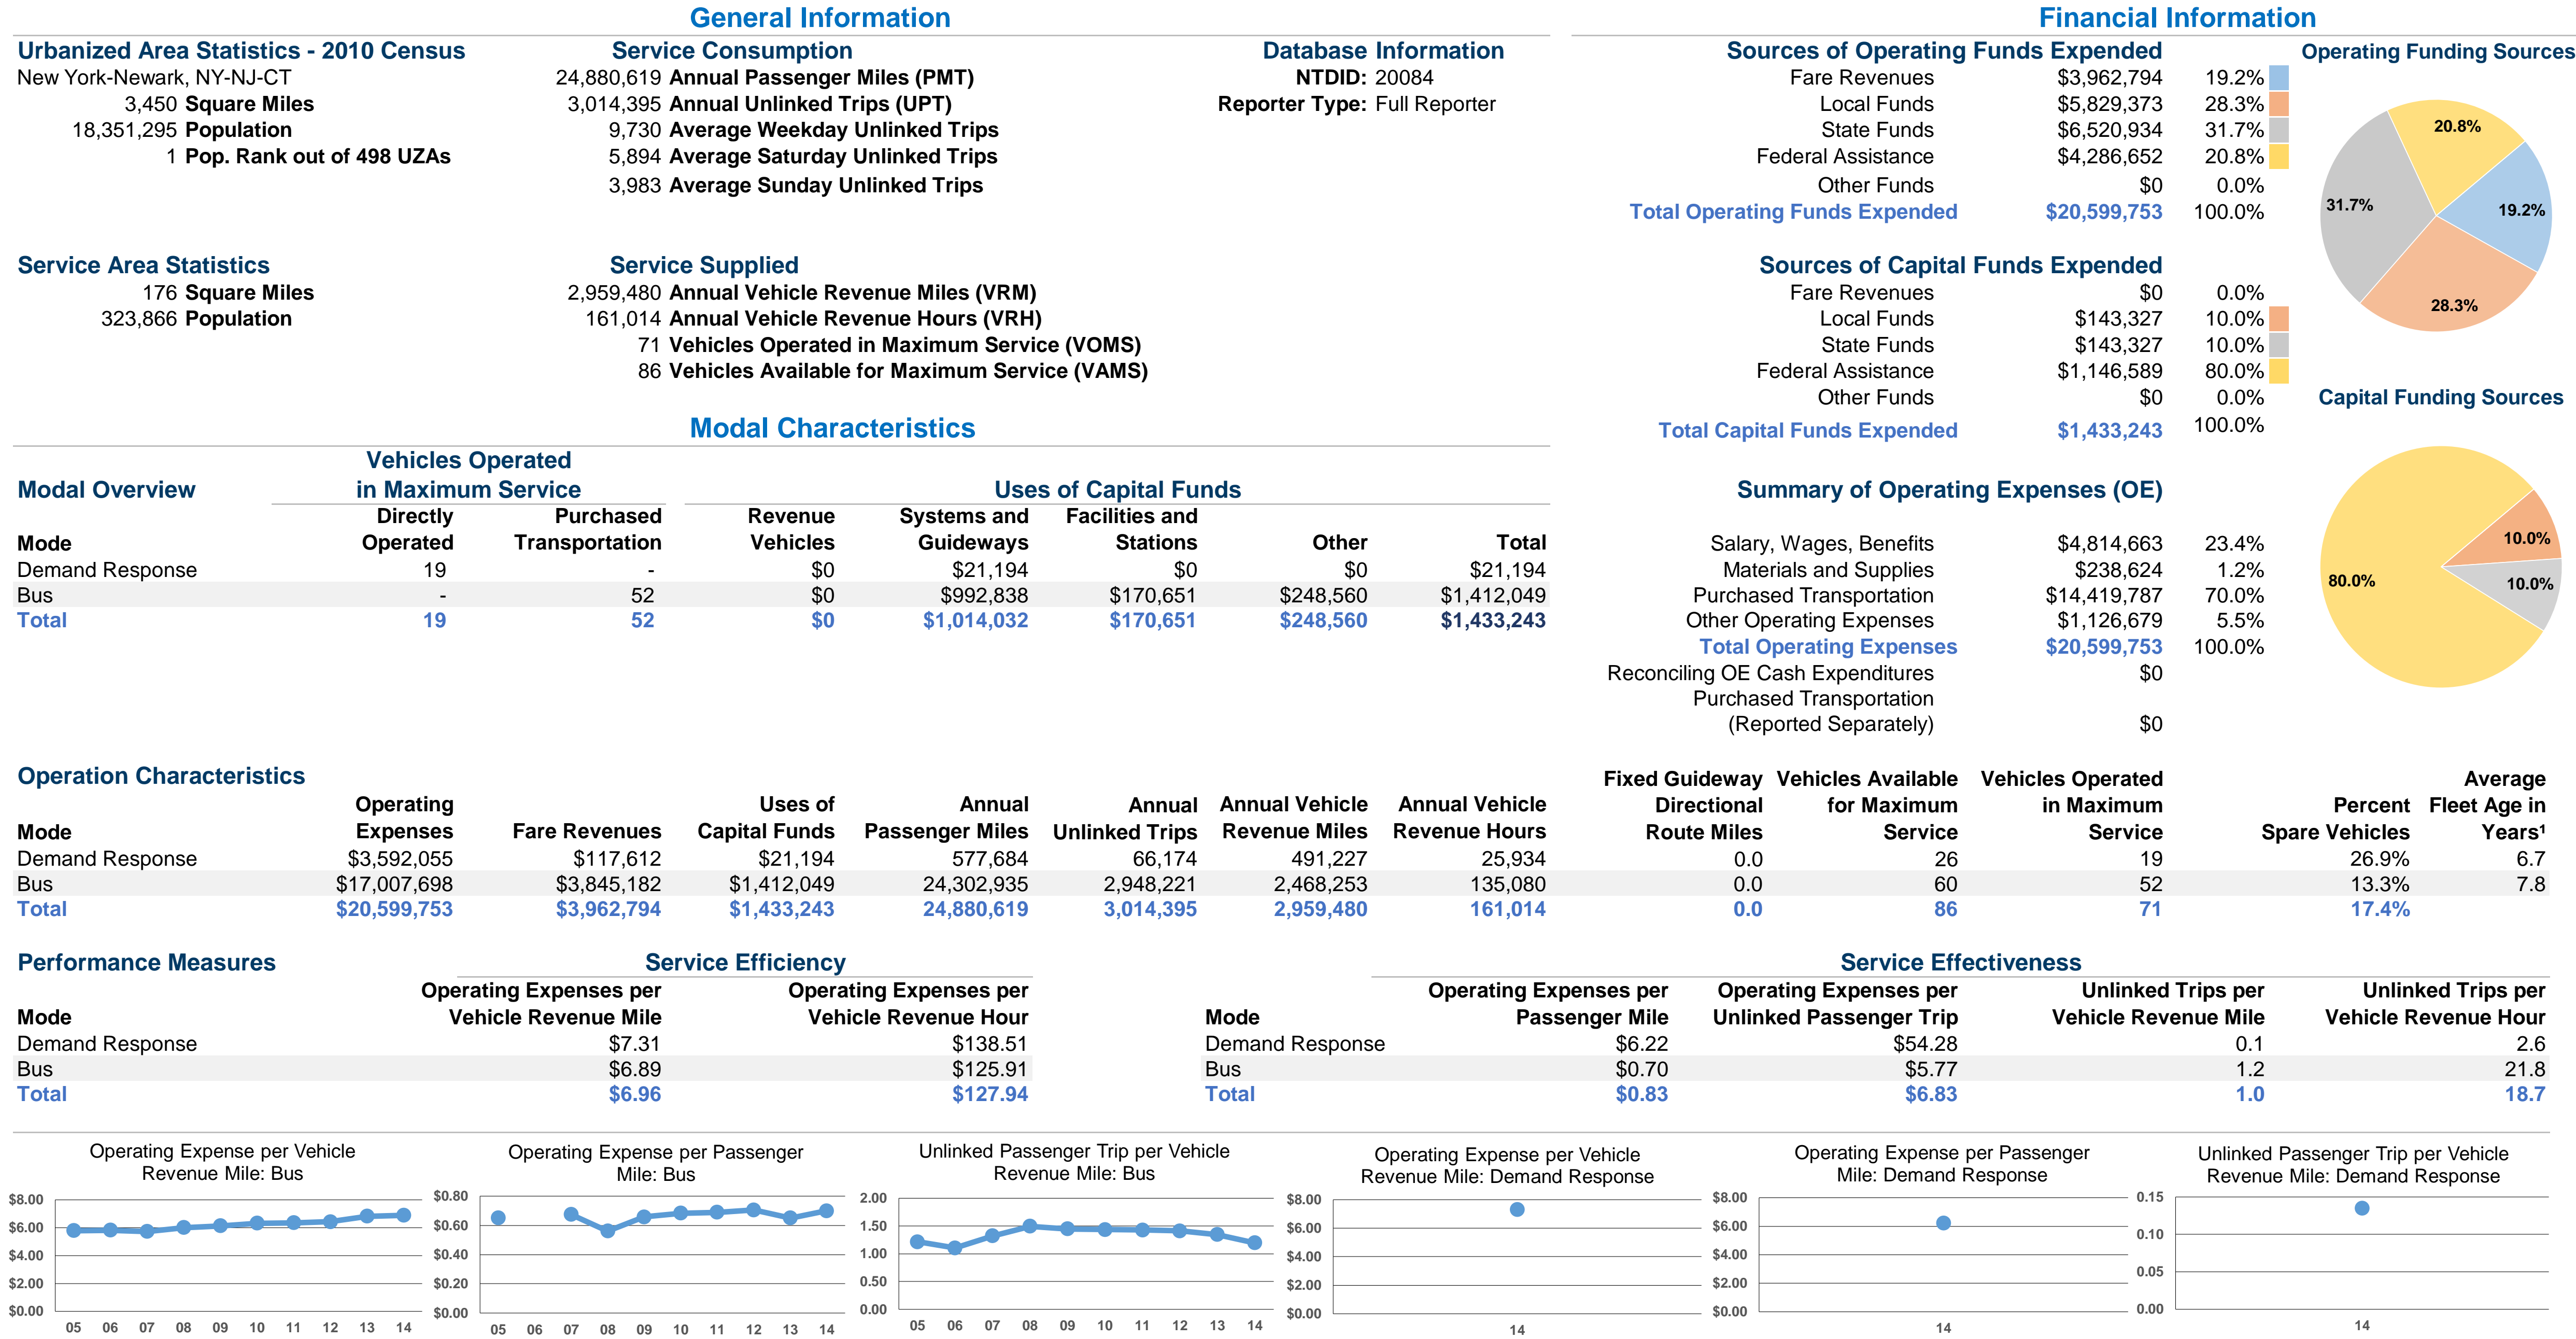 General Information
Financial Information
Urbanized Area Statistics - 2010 Census
New York-Newark, NY-NJ-CT
3,450 Square Miles
18,351,295 Population
1 Pop. Rank out of 498 UZAs
Service Consumption
24,880,619 Annual Passenger Miles (PMT)
3,014,395 Annual Unlinked Trips (UPT)
9,730 Average Weekday Unlinked Trips
5,894 Average Saturday Unlinked Trips
3,983 Average Sunday Unlinked Trips
Database Information
NTDID: 20084
Reporter Type: Full Reporter
Sources of Operating Funds Expended
Fare Revenues $3,962,794 19.2%
Local Funds $5,829,373 28.3%
State Funds $6,520,934 31.7%
Federal Assistance $4,286,652 20.8%
Other Funds $0 0.0%
Total Operating Funds Expended $20,599,753 100.0%
Operating Funding Sources
20.8%
31.7%
19.2%
28.3%
Service Area Statistics
176 Square Miles
323,866 Population
Service Supplied
2,959,480 Annual Vehicle Revenue Miles (VRM)
161,014 Annual Vehicle Revenue Hours (VRH)
71 Vehicles Operated in Maximum Service (VOMS)
86 Vehicles Available for Maximum Service (VAMS)
Sources of Capital Funds Expended
Fare Revenues $0 0.0%
Local Funds $143,327 10.0%
State Funds $143,327 10.0%
Federal Assistance $1,146,589 80.0%
Other Funds $0 0.0%
Total Capital Funds Expended $1,433,243 100.0%
Capital Funding Sources
10.0%
80.0%
10.0%
Modal Characteristics
Modal Overview
Vehicles Operated
in Maximum Service
Uses of Capital Funds
Directly Purchased Revenue Systems and Facilities and
Mode Operated Transportation Vehicles Guideways Stations Other Total
Demand Response 19 - $0 $21,194 $0 $0 $21,194
Bus - 52 $0 $992,838 $170,651 $248,560 $1,412,049
Total 19 52 $0 $1,014,032 $170,651 $248,560 $1,433,243
Summary of Operating Expenses (OE)
Salary, Wages, Benefits $4,814,663 23.4%
Materials and Supplies $238,624 1.2%
Purchased Transportation $14,419,787 70.0%
Other Operating Expenses $1,126,679 5.5%
Total Operating Expenses $20,599,753 100.0%
Reconciling OE Cash Expenditures $0
Purchased Transportation
(Reported Separately) $0
Operation Characteristics
Fixed Guideway Vehicles Available Vehicles Operated Average
Operating Uses of Annual Annual Annual Vehicle Annual Vehicle Directional for Maximum in Maximum Percent Fleet Age in
Mode Expenses Fare Revenues Capital Funds Passenger Miles Unlinked Trips Revenue Miles Revenue Hours Route Miles Service Service Spare Vehicles Years¹
Demand Response $3,592,055 $117,612 $21,194 577,684 66,174 491,227 25,934 0.0 26 19 26.9% 6.7
Bus $17,007,698 $3,845,182 $1,412,049 24,302,935 2,948,221 2,468,253 135,080 0.0 60 52 13.3% 7.8
Total $20,599,753 $3,962,794 $1,433,243 24,880,619 3,014,395 2,959,480 161,014 0.0 86 71 17.4%
Performance Measures
Service Efficiency
Operating Expenses per Operating Expenses per
Mode Vehicle Revenue Mile Vehicle Revenue Hour
Demand Response $7.31 $138.51
Bus $6.89 $125.91
Total $6.96 $127.94
Service Effectiveness
Operating Expenses per Operating Expenses per Unlinked Trips per Unlinked Trips per
Mode Passenger Mile Unlinked Passenger Trip Vehicle Revenue Mile Vehicle Revenue Hour
Demand Response $6.22 $54.28 0.1 2.6
Bus $0.70 $5.77 1.2 21.8
Total $0.83 $6.83 1.0 18.7
Operating Expense per Vehicle
Revenue Mile: Bus
$8.00
$6.00
$4.00
$2.00
$0.00
05 06 07 08 09 10 11 12 13 14
Operating Expense per Passenger
Mile: Bus
$0.80
$0.60
$0.40
$0.20
$0.00
05 06 07 08 09 10 11 12 13 14
Unlinked Passenger Trip per Vehicle
Revenue Mile: Bus
2.00
1.50
1.00
0.50
0.00
05 06 07 08 09 10 11 12 13 14
Operating Expense per Vehicle
Revenue Mile: Demand Response
$8.00
$6.00
$4.00
$2.00
$0.00
14
Operating Expense per Passenger
Mile: Demand Response
$8.00
$6.00
$4.00
$2.00
$0.00
14
Unlinked Passenger Trip per Vehicle
Revenue Mile: Demand Response
0.15
0.10
0.05
0.00
14